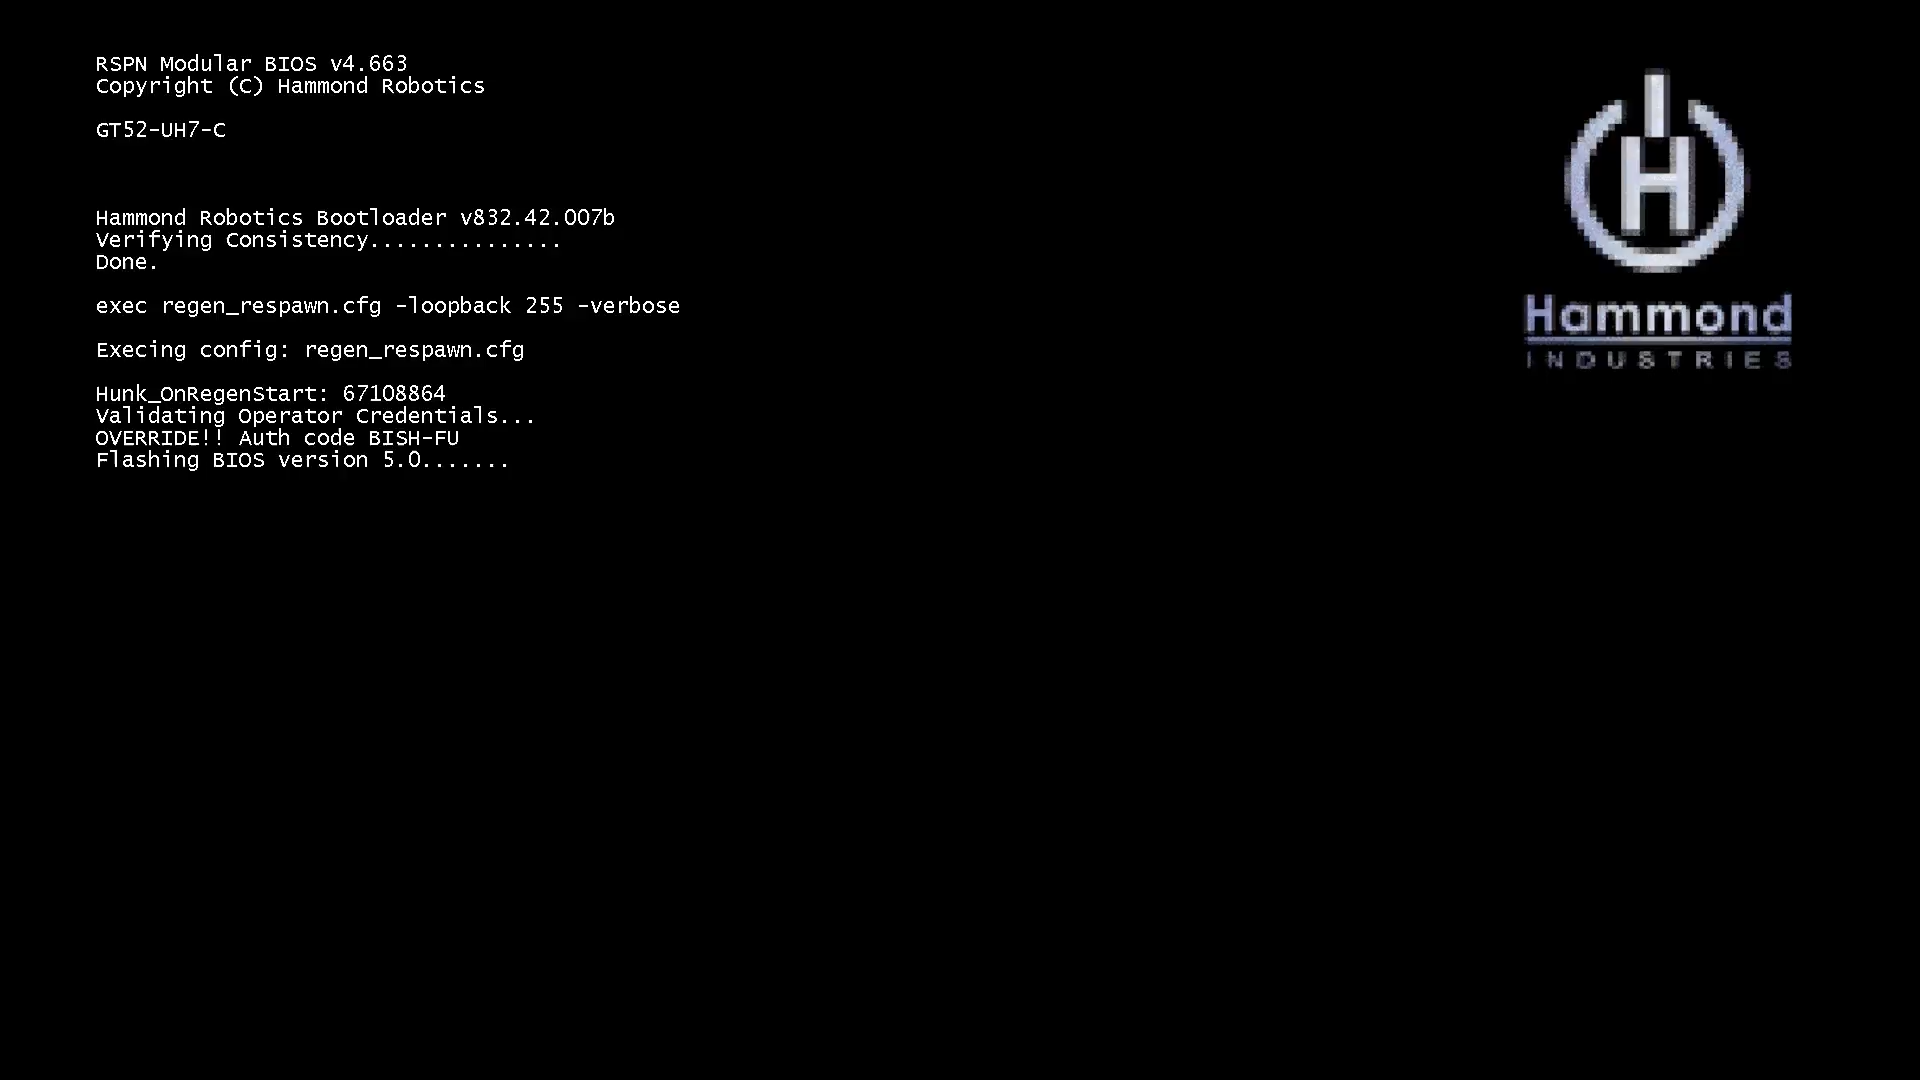 RSPN Modular BIOS v4.663
Copyright (C) Hammond Robotics
GT52-UH7-C
Hammond Robotics Bootloader v832.42.007b
Verifying Consistency...............
Done.
exec regen_respawn.cfg -loopback 255 -verbose
Execing config: regen_respawn.cfg
Hunk_OnRegenStart: 67108864
Validating Operator Credentials...
OVERRIDE!! Auth code BISH-FU
Flashing BIOS version 5.0.......
H
Hammond
INDUSTRIES